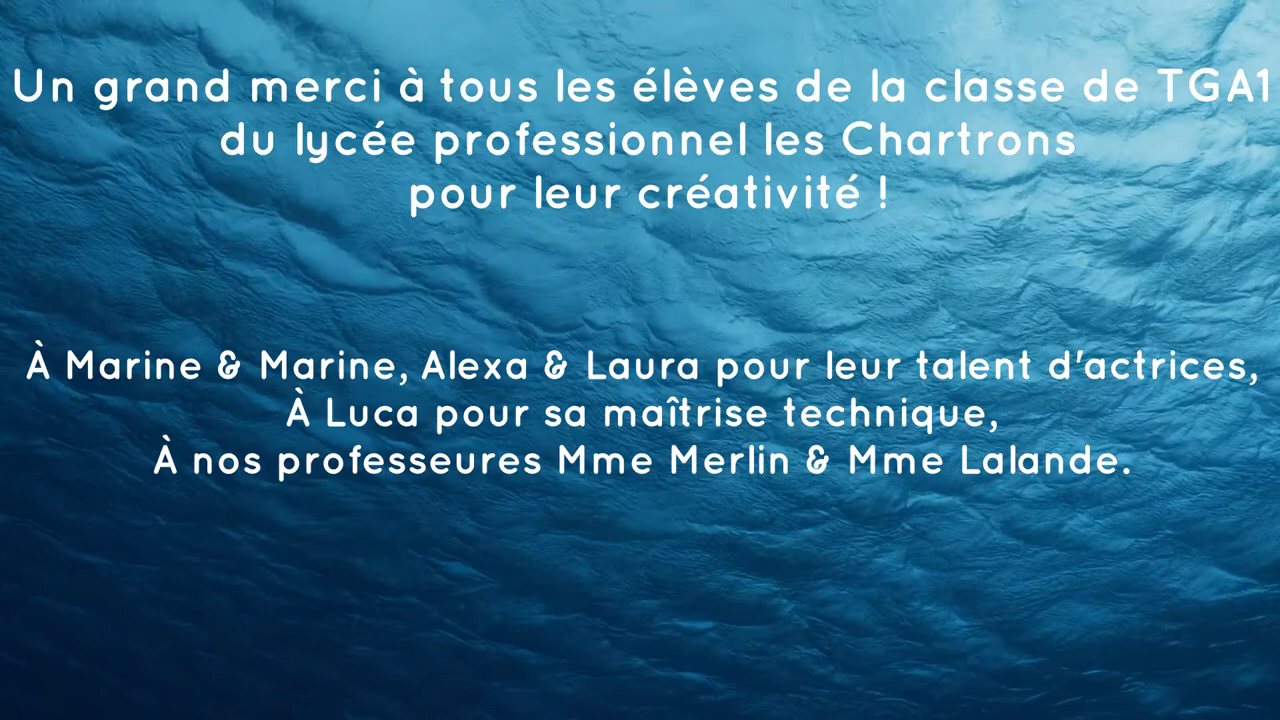 Un grand merci à tous les élèves de la classe de TGA1
du lycée professionnel les Chartrons
pour leur créativité !
À Marine & Marine, Alexa & Laura pour leur talent d'actrices,
À Luca pour sa maîtrise technique,
À nos professeures Mme Merlin & Mme Lalande.